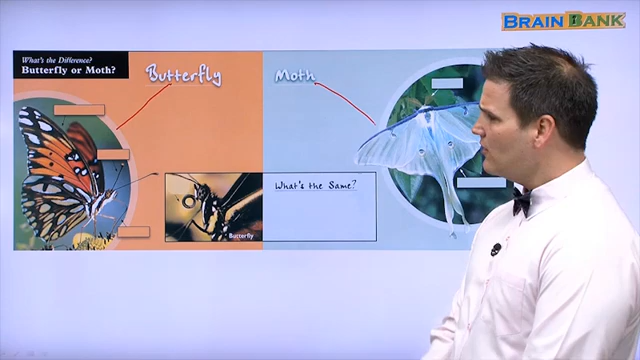 BRAIN BANK
What's the Difference?
Butterfly or Moth?
Butterfly
Moth
What's the Same?
Butterfly